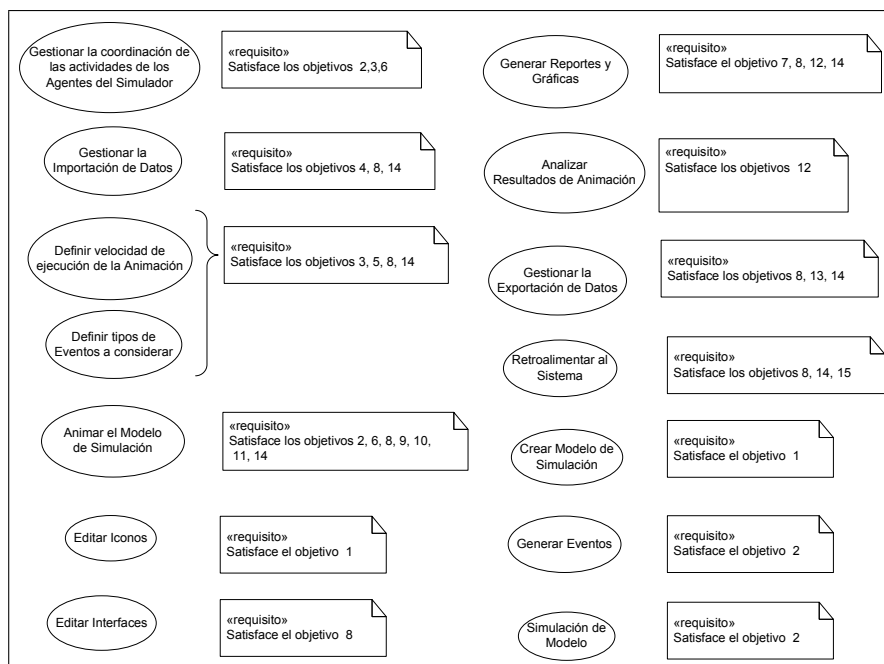 Gestionar la coordinación de
las actividades de los
Agentes del Simulador
«requisito»
Satisface los objetivos 2,3,6
Gestionar la
Importación de Datos
«requisito»
Satisface los objetivos 4, 8, 14
Definir velocidad de
ejecución de la Animación
«requisito»
Satisface los objetivos 3, 5, 8, 14
Definir tipos de
Eventos a considerar
Animar el Modelo
de Simulación
«requisito»
Satisface los objetivos 2, 6, 8, 9, 10,
11, 14
Editar Iconos
«requisito»
Satisface el objetivo 1
Editar Interfaces
«requisito»
Satisface el objetivo 8
Generar Reportes y
Gráficas
«requisito»
Satisface el objetivo 7, 8, 12, 14
Analizar
Resultados de Animación
«requisito»
Satisface los objetivos 12
Gestionar la
Exportación de Datos
«requisito»
Satisface los objetivos 8, 13, 14
Retroalimentar al
Sistema
«requisito»
Satisface los objetivos 8, 14, 15
Crear Modelo de
Simulación
«requisito»
Satisface el objetivo 1
Generar Eventos
«requisito»
Satisface el objetivo 2
Simulación de
Modelo
«requisito»
Satisface el objetivo 2